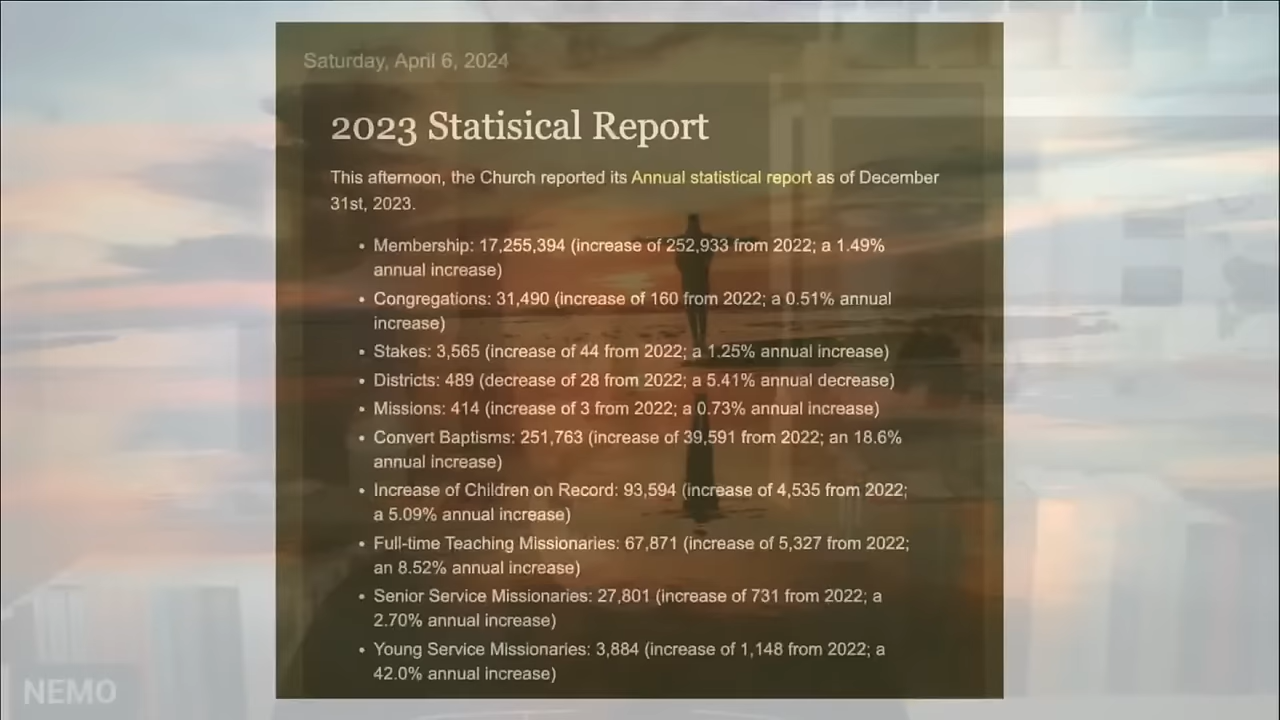 Saturday, April 6, 2024
2023 Statisical Report
This afternoon, the Church reported its Annual statistical report as of December
31st, 2023.
• Membership: 17,255,394 (increase of 252,933 from 2022; a 1.49%
annual increase)
• Congregations: 31,490 (increase of 160 from 2022; a 0.51% annual
increase)
• Stakes: 3,565 (increase of 44 from 2022; a 1.25% annual increase)
• Districts: 489 (decrease of 28 from 2022; a 5.41% annual decrease)
• Missions: 414 (increase of 3 from 2022; a 0.73% annual increase)
• Convert Baptisms: 251,763 (increase of 39,591 from 2022; an 18.6%
annual increase)
• Increase of Children on Record: 93,594 (increase of 4,535 from 2022;
a 5.09% annual increase)
• Full-time Teaching Missionaries: 67,871 (increase of 5,327 from 2022;
an 8.52% annual increase)
• Senior Service Missionaries: 27,801 (increase of 731 from 2022; a
2.70% annual increase)
• Young Service Missionaries: 3,884 (increase of 1,148 from 2022; a
42.0% annual increase)
NEMO